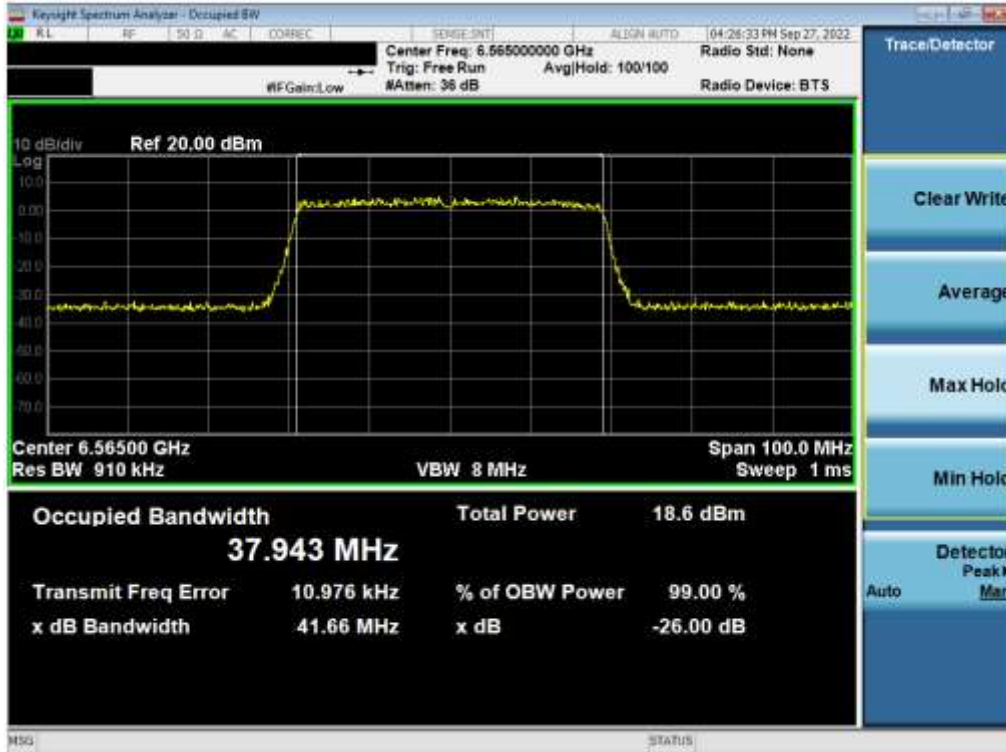 Keysight Spectrum Analyzer - Occupied BW
RL RF 50 Ω AC CORREC SENSE:INT ALIGN AUTO 04:26:33 PM Sep 27, 2022
Center Freq: 6.565000000 GHz Radio Std: None
Trig: Free Run Avg|Hold: 100/100
#IFGain:Low #Atten: 36 dB Radio Device: BTS
10 dB/div Ref 20.00 dBm
Log
10.0
0.00
-10.0
-20.0
-30.0
-40.0
-50.0
-60.0
-70.0
Center 6.56500 GHz Span 100.0 MHz
Res BW 910 kHz VBW 8 MHz Sweep 1 ms
Occupied Bandwidth Total Power 18.6 dBm
37.943 MHz
Transmit Freq Error 10.976 kHz % of OBW Power 99.00 %
x dB Bandwidth 41.66 MHz x dB -26.00 dB
MSG STATUS
Trace/Detector
Clear Write
Average
Max Hold
Min Hold
Detector
Peak
Auto Man